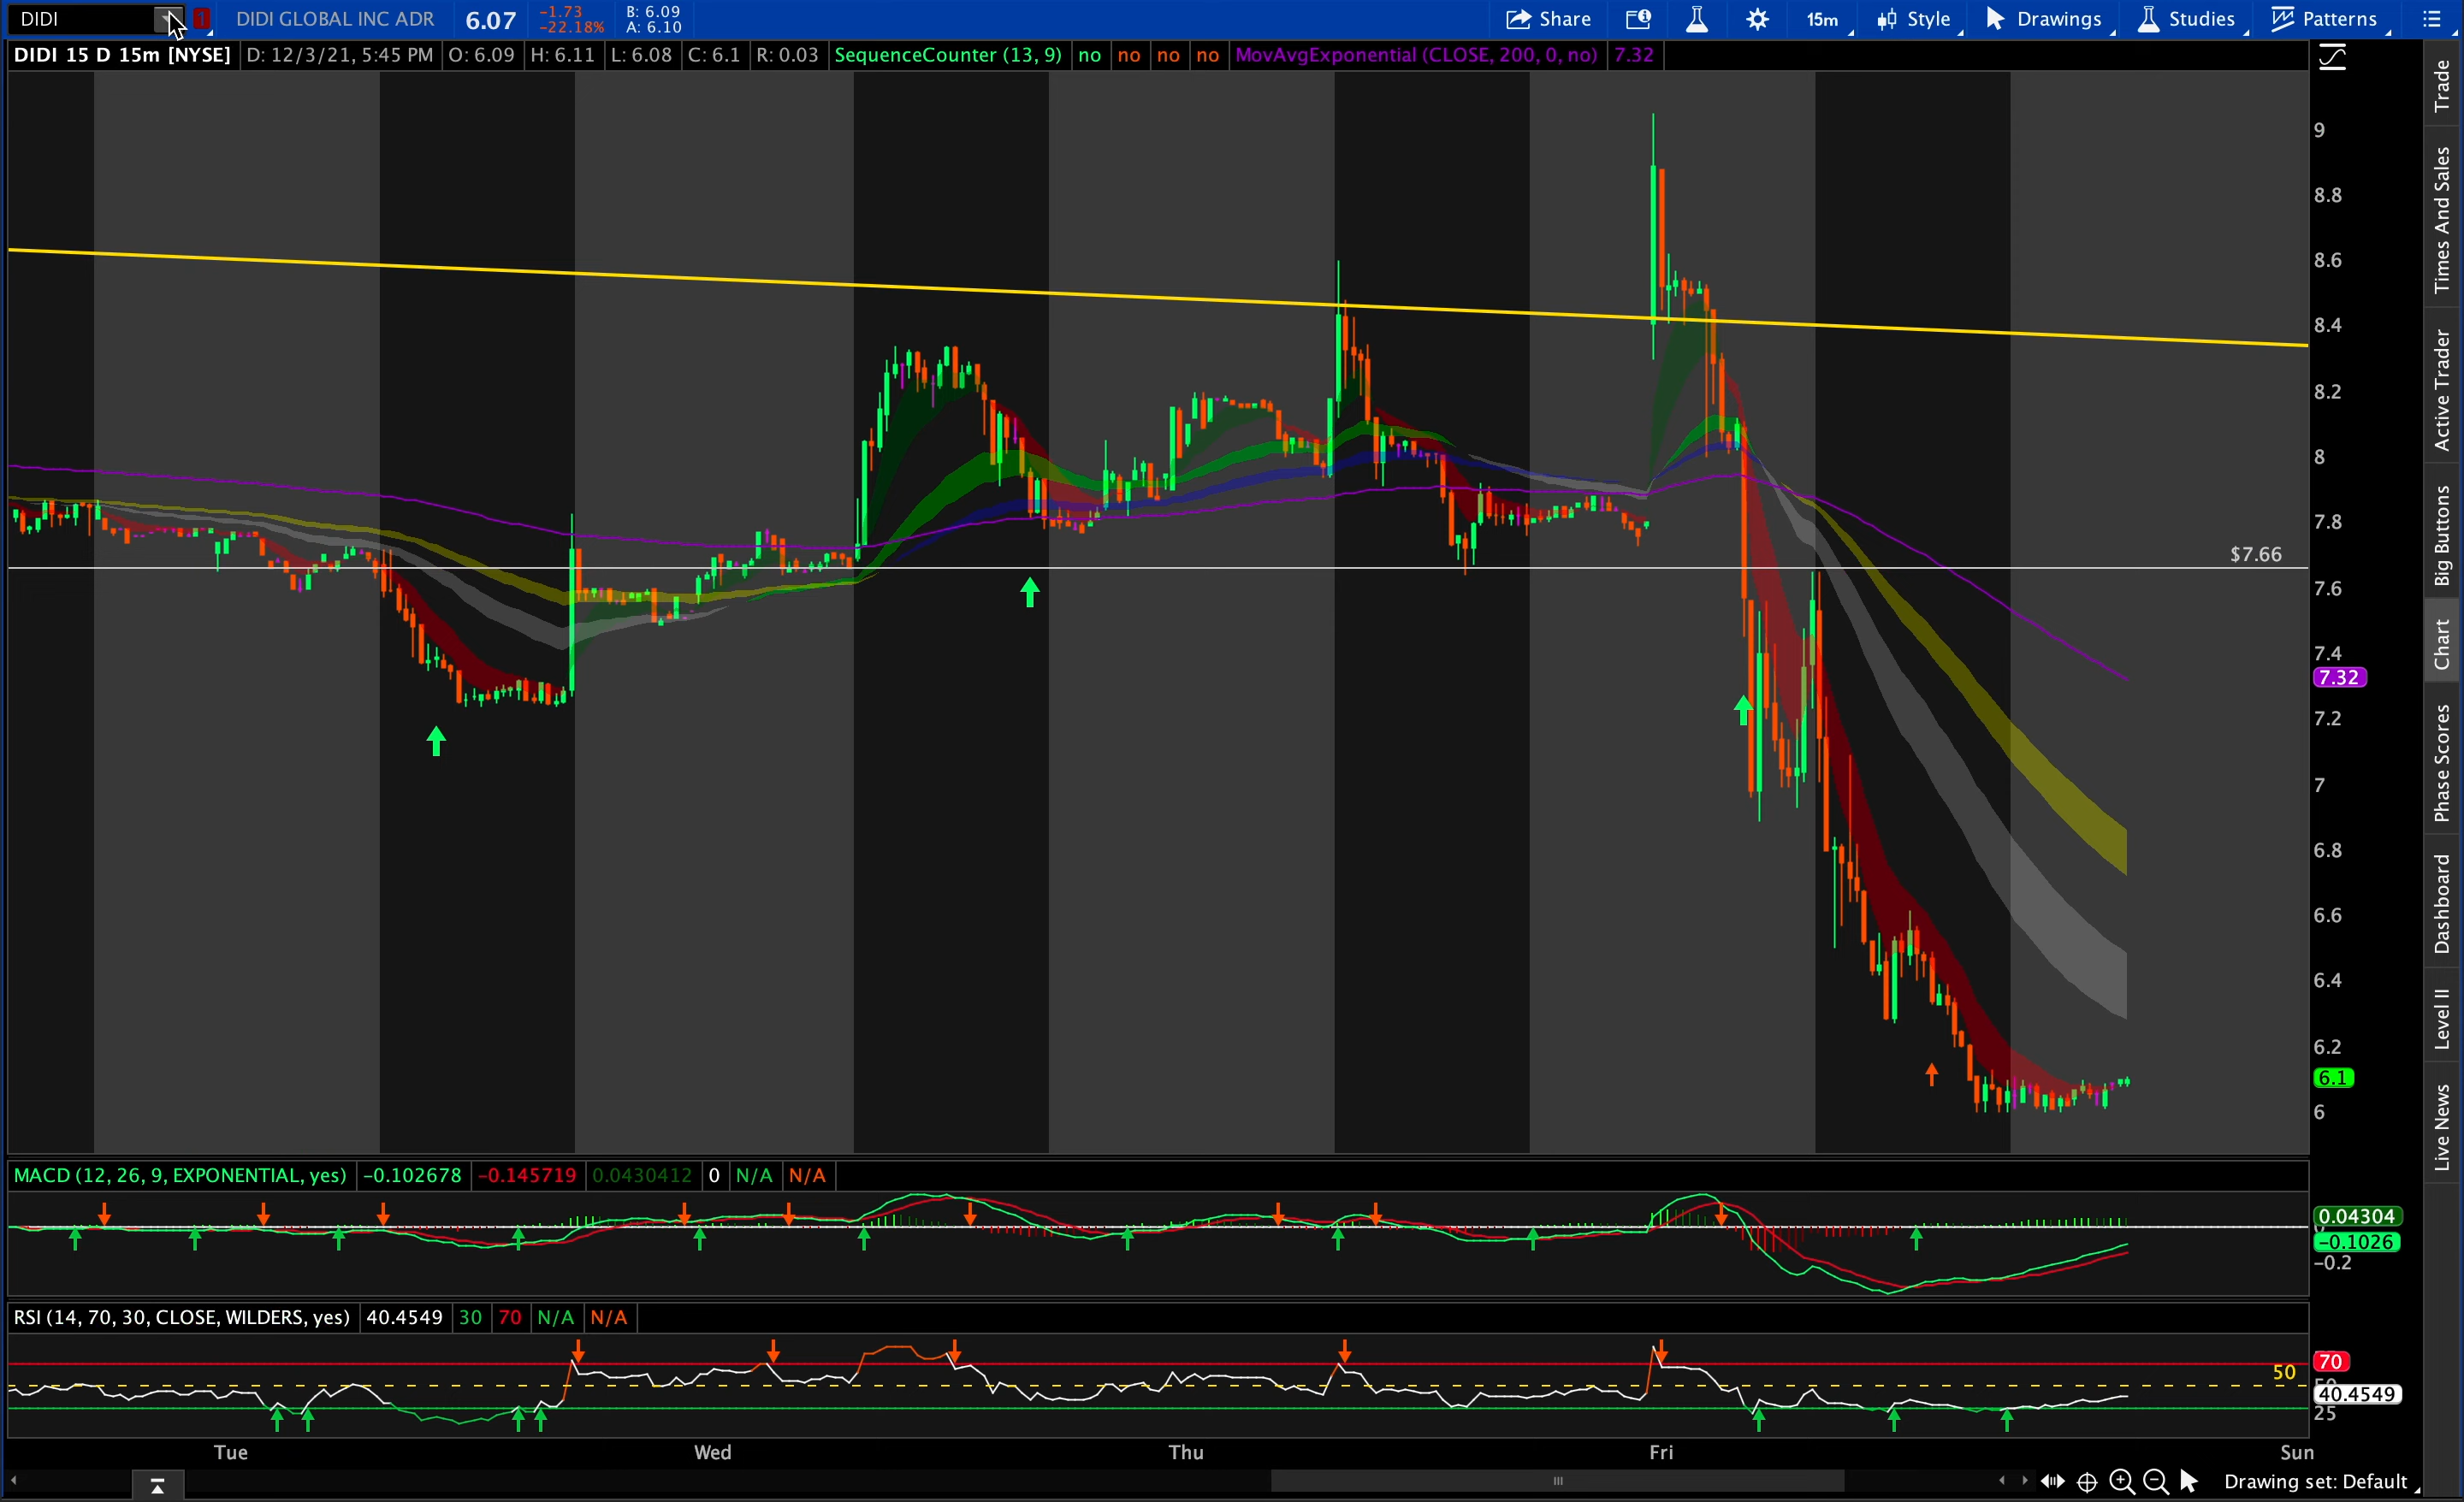 DIDI 1 DIDI GLOBAL INC ADR 6.07 -1.73 B: 6.09 Share 15m Style Drawings Studies Patterns
-22.18% A: 6.10
DIDI 15 D 15m [NYSE] D: 12/3/21, 5:45 PM O: 6.09 H: 6.11 L: 6.08 C: 6.1 R: 0.03 SequenceCounter (13, 9) no no no no MovAvgExponential (CLOSE, 200, 0, no) 7.32
9
8.8
8.6
8.4
8.2
8
7.8
$7.66
7.6
7.4
7.32
7.2
7
6.8
6.6
6.4
6.2
6.1
6
MACD (12, 26, 9, EXPONENTIAL, yes) -0.102678 -0.145719 0.0430412 0 N/A N/A
0.04304
0
-0.1026
-0.2
RSI (14, 70, 30, CLOSE, WILDERS, yes) 40.4549 30 70 N/A N/A
70
50
50
40.4549
25
Tue Wed Thu Fri Sun
Drawing set: Default
Trade
Times And Sales
Active Trader
Big Buttons
Chart
Phase Scores
Dashboard
Level II
Live News